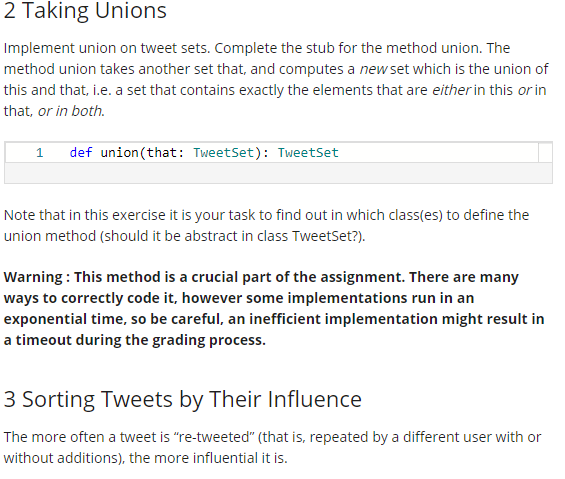 2 Taking Unions
Implement union on tweet sets. Complete the stub for the method union. The
method union takes another set that, and computes a new set which is the union of
this and that, i.e. a set that contains exactly the elements that are either in this or in
that, or in both.
1 def union(that: TweetSet): TweetSet
Note that in this exercise it is your task to find out in which class(es) to define the
union method (should it be abstract in class TweetSet?).
Warning : This method is a crucial part of the assignment. There are many
ways to correctly code it, however some implementations run in an
exponential time, so be careful, an inefficient implementation might result in
a timeout during the grading process.
3 Sorting Tweets by Their Influence
The more often a tweet is “re-tweeted” (that is, repeated by a different user with or
without additions), the more influential it is.